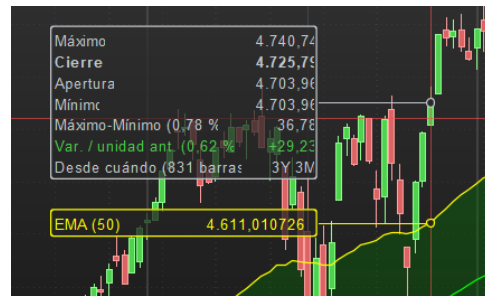 Máximo 4.740,74
Cierre 4.725,79
Apertura 4.703,96
Mínimo 4.703,96
Máximo-Mínimo (0,78 % 36,78
Var. / unidad ant. (0,62 % +29,23
Desde cuándo (831 barras 3Y 3M
EMA (50) 4.611,010726